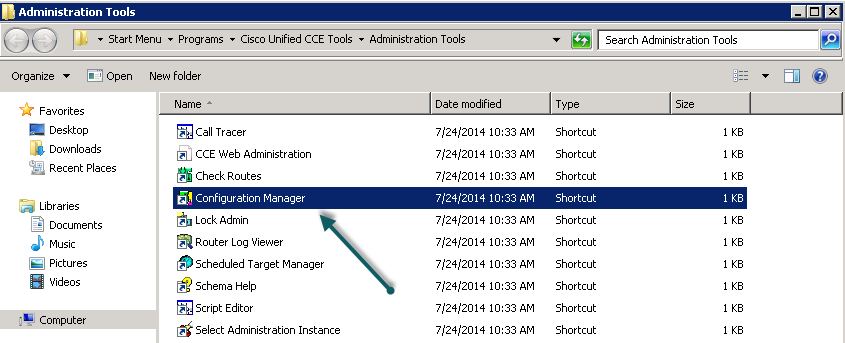 Administration Tools
Start Menu Programs Cisco Unified CCE Tools Administration Tools Search Administration Tools
Organize Open New folder
Favorites
Desktop
Downloads
Recent Places
Libraries
Documents
Music
Pictures
Videos
Computer
Name Date modified Type Size
Call Tracer 7/24/2014 10:33 AM Shortcut 1 KB
CCE Web Administration 7/24/2014 10:33 AM Shortcut 1 KB
Check Routes 7/24/2014 10:33 AM Shortcut 1 KB
Configuration Manager 7/24/2014 10:33 AM Shortcut 1 KB
Lock Admin 7/24/2014 10:33 AM Shortcut 1 KB
Router Log Viewer 7/24/2014 10:33 AM Shortcut 1 KB
Scheduled Target Manager 7/24/2014 10:33 AM Shortcut 1 KB
Schema Help 7/24/2014 10:33 AM Shortcut 1 KB
Script Editor 7/24/2014 10:33 AM Shortcut 1 KB
Select Administration Instance 7/24/2014 10:33 AM Shortcut 1 KB